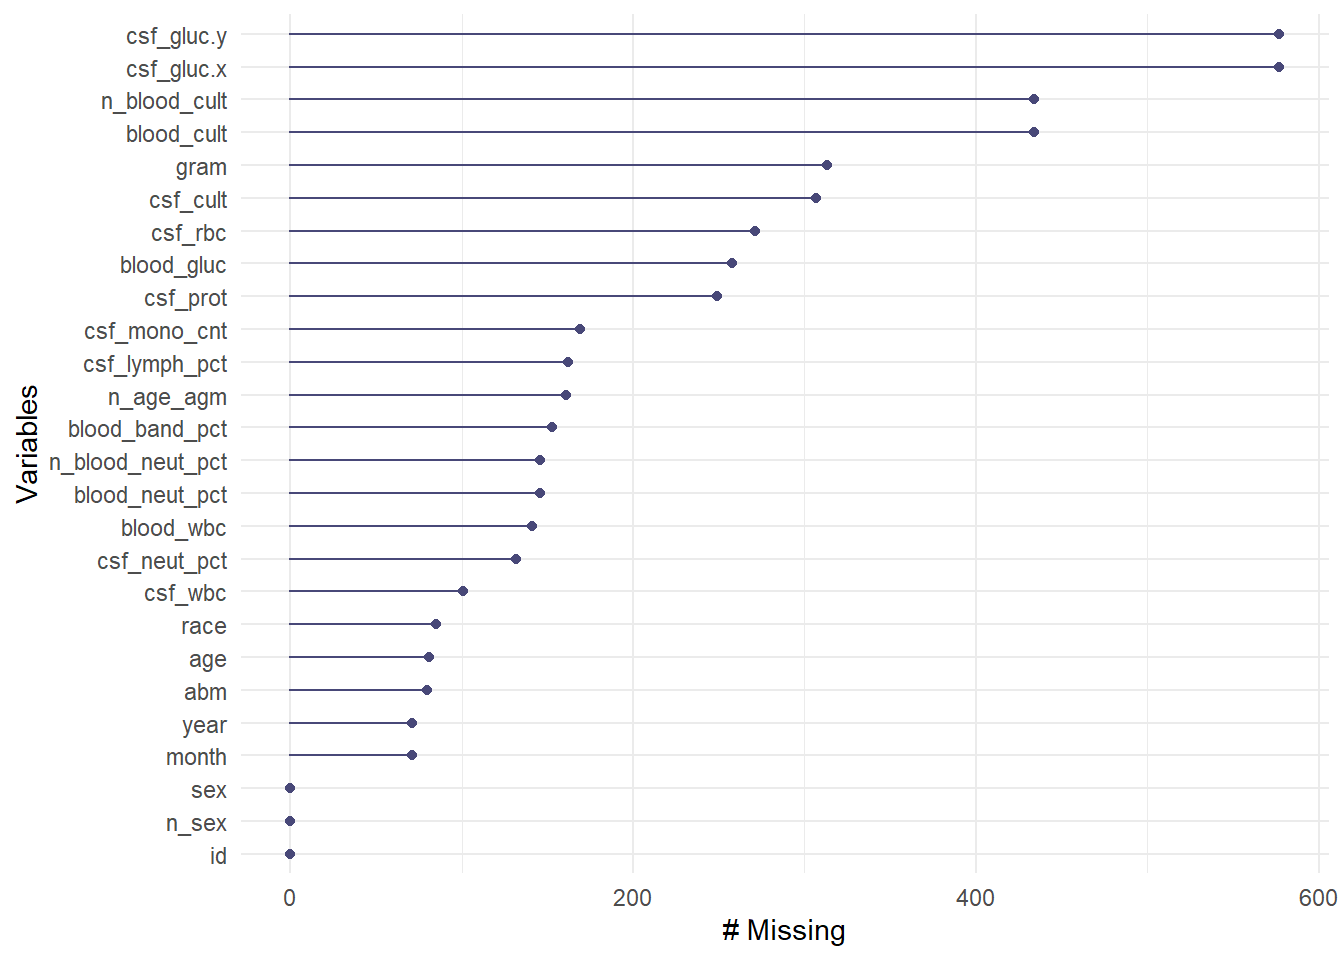 csf_gluc.y
csf_gluc.x
n_blood_cult
blood_cult
gram
csf_cult
csf_rbc
blood_gluc
csf_prot
csf_mono_cnt
csf_lymph_pct
n_age_agm
blood_band_pct
n_blood_neut_pct
blood_neut_pct
blood_wbc
csf_neut_pct
csf_wbc
race
age
abm
year
month
sex
n_sex
id
Variables
0 200 400 600
# Missing